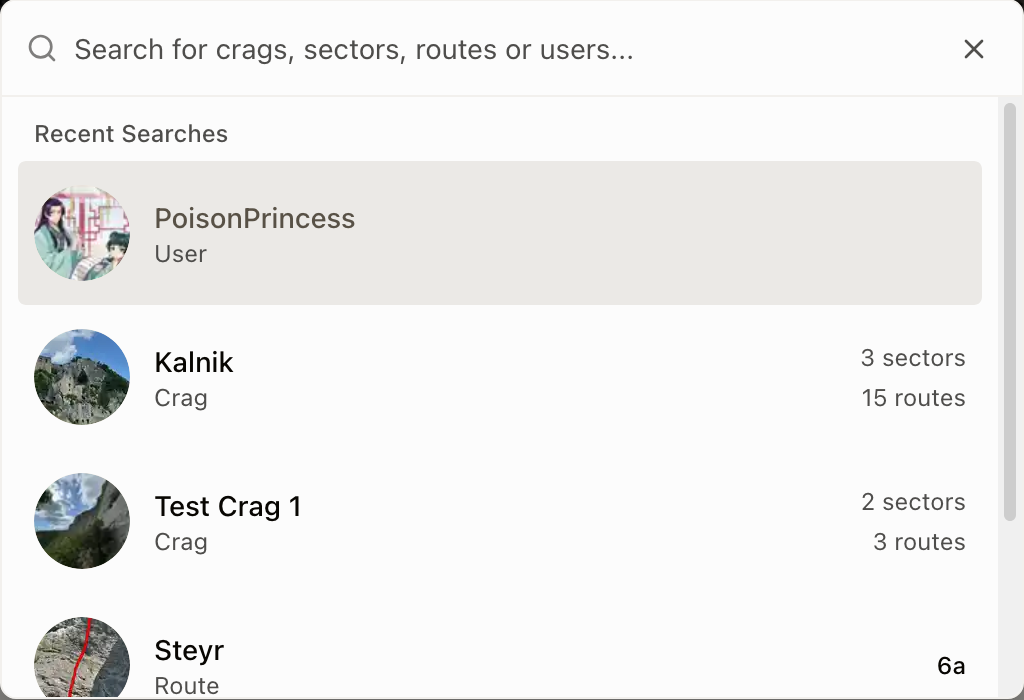 Search for crags, sectors, routes or users...
Recent Searches
PoisonPrincess
User
Kalnik
Crag
3 sectors
15 routes
Test Crag 1
Crag
2 sectors
3 routes
Steyr
Route
6a